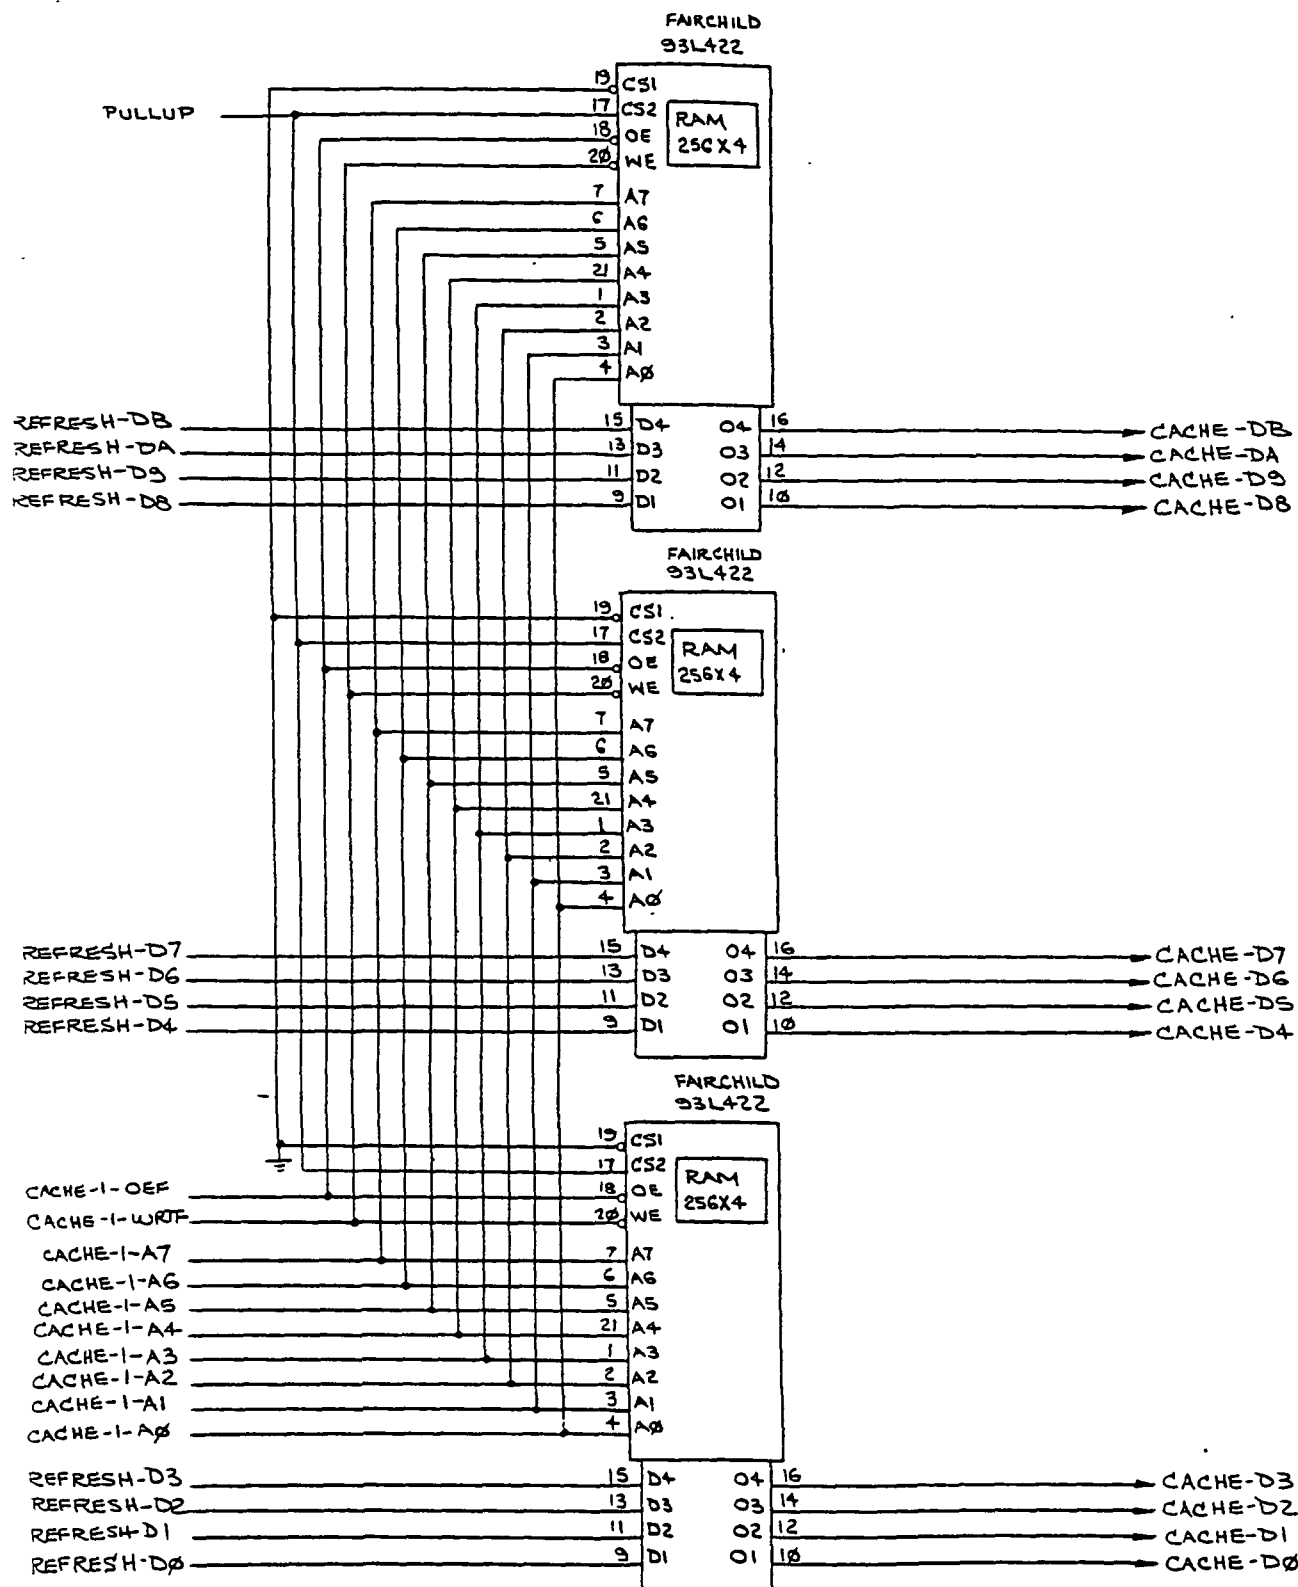 FAIRCHILD
93L422
19 CS1
PULLUP 17 CS2 RAM
18 OE 256X4
20 WE
7 A7
6 A6
5 A5
21 A4
1 A3
2 A2
3 A1
4 AØ
REFRESH-DB 15 D4 O4 16 CACHE-DB
REFRESH-DA 13 D3 O3 14 CACHE-DA
REFRESH-D9 11 D2 O2 12 CACHE-D9
REFRESH-D8 9 D1 O1 1Ø CACHE-D8
FAIRCHILD
93L422
19 CS1
17 CS2 RAM
18 OE 256X4
2Ø WE
7 A7
6 A6
5 A5
21 A4
1 A3
2 A2
3 A1
4 AØ
REFRESH-D7 15 D4 O4 16 CACHE-D7
REFRESH-D6 13 D3 O3 14 CACHE-D6
REFRESH-D5 11 D2 O2 12 CACHE-D5
REFRESH-D4 9 D1 O1 1Ø CACHE-D4
FAIRCHILD
93L422
19 CS1
17 CS2 RAM
CACHE-1-OEF 18 OE 256X4
CACHE-1-WRTF 2Ø WE
CACHE-1-A7 7 A7
CACHE-1-A6 6 A6
CACHE-1-A5 5 A5
CACHE-1-A4 21 A4
CACHE-1-A3 1 A3
CACHE-1-A2 2 A2
CACHE-1-A1 3 A1
CACHE-1-AØ 4 AØ
REFRESH-D3 15 D4 O4 16 CACHE-D3
REFRESH-D2 13 D3 O3 14 CACHE-D2
REFRESH-D1 11 D2 O2 12 CACHE-D1
REFRESH-DØ 9 D1 O1 1Ø CACHE-DØ